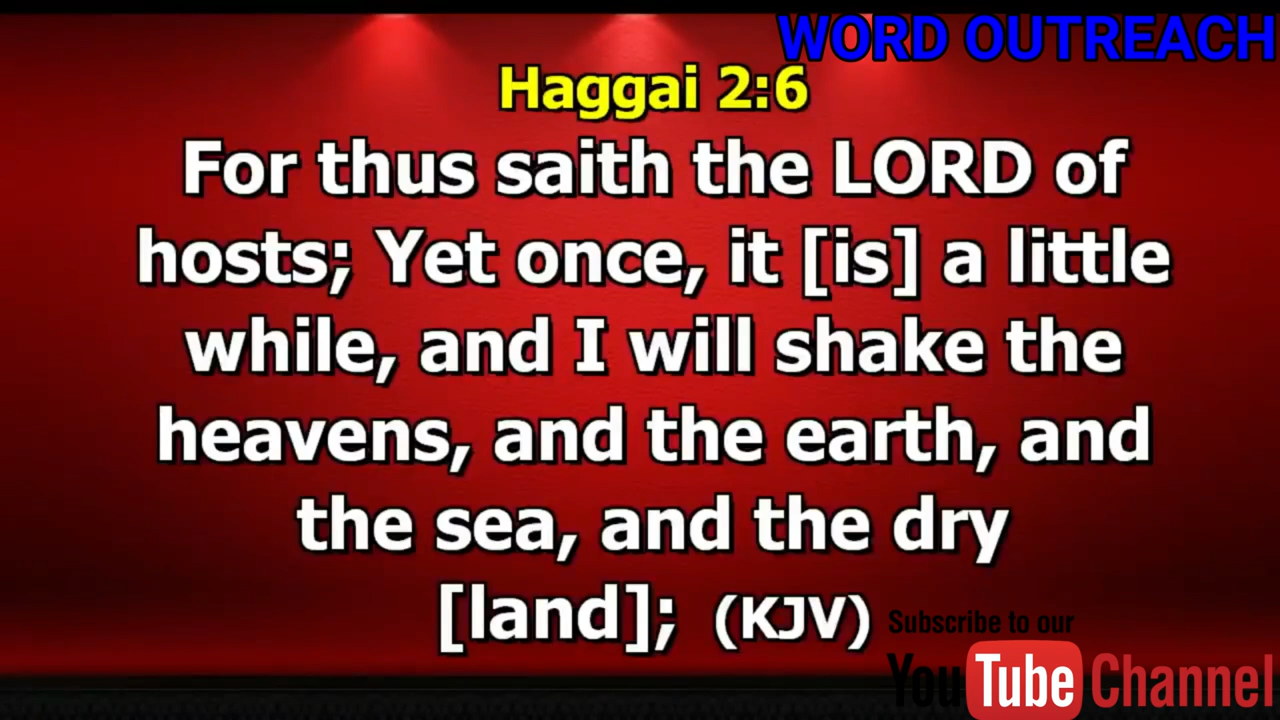 WORD OUTREACH
Haggai 2:6
For thus saith the LORD of
hosts; Yet once, it [is] a little
while, and I will shake the
heavens, and the earth, and
the sea, and the dry
[land]; (KJV)
Subscribe to our
YouTube Channel